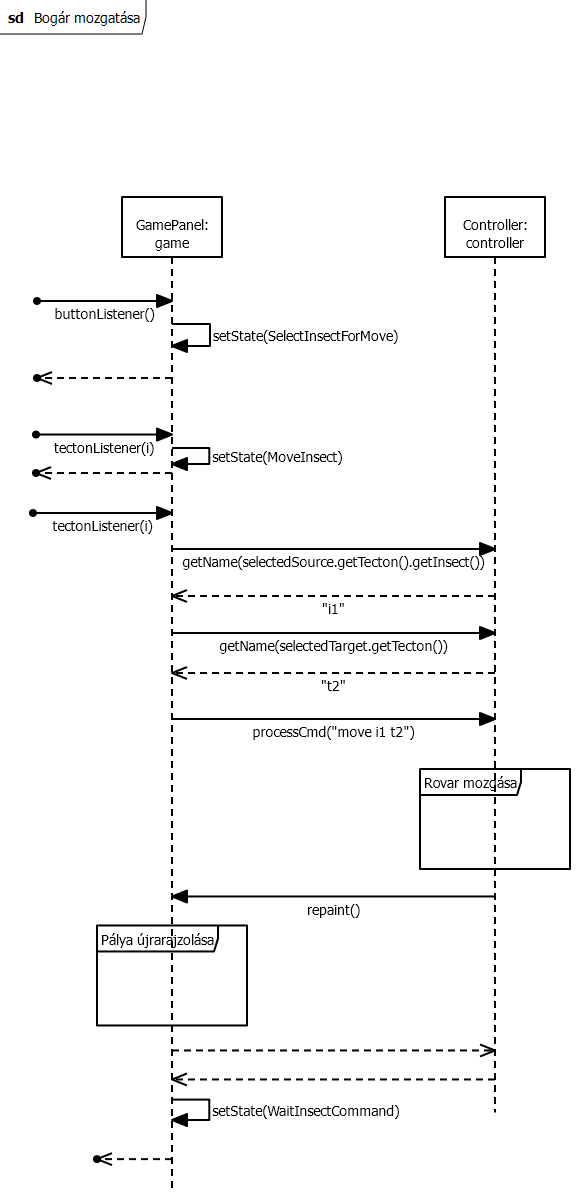 sd Bogár mozgatása
GamePanel:
game
Controller:
controller
buttonListener()
setState(SelectInsectForMove)
tectonListener(i)
setState(MoveInsect)
tectonListener(i)
getName(selectedSource.getTecton().getInsect())
"i1"
getName(selectedTarget.getTecton())
"t2"
processCmd("move i1 t2")
Rovar mozgása
repaint()
Pálya újrarajzolása
setState(WaitInsectCommand)